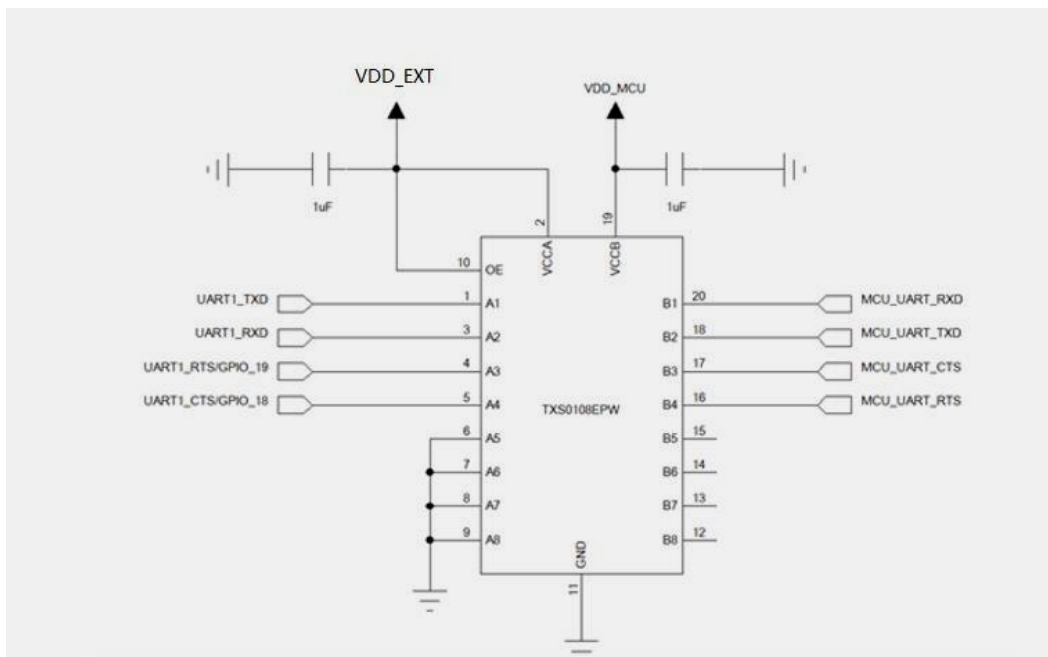 VDD_EXT
VDD_MCU
1uF
1uF
2
19
VCCA
VCCB
10
OE
UART1_TXD
1
A1
B1
20
MCU_UART_RXD
UART1_RXD
3
A2
B2
18
MCU_UART_TXD
UART1_RTS/GPIO_19
4
A3
B3
17
MCU_UART_CTS
UART1_CTS/GPIO_18
5
A4
TXS0108EPW
B4
16
MCU_UART_RTS
6
A5
B5
15
7
A6
B6
14
8
A7
B7
13
9
A8
B8
12
GND
11